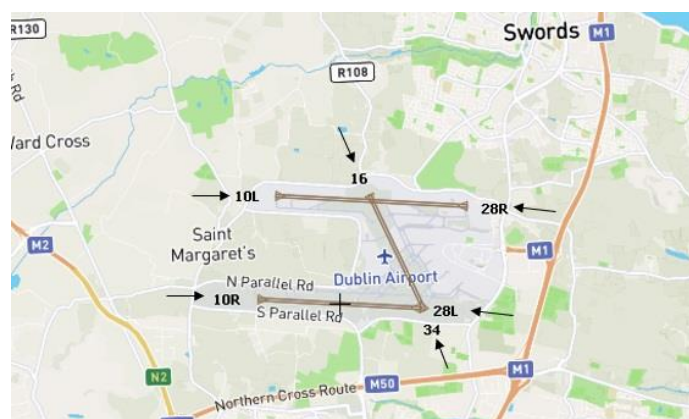 R130
Swords
M1
R108
Rd
Ward Cross
16
10L
28R
M2
Saint
Margaret's
M1
N Parallel Rd
Dublin Airport
10R
S Parallel Rd
28L
34
M1
N2
M50
Northern Cross Route